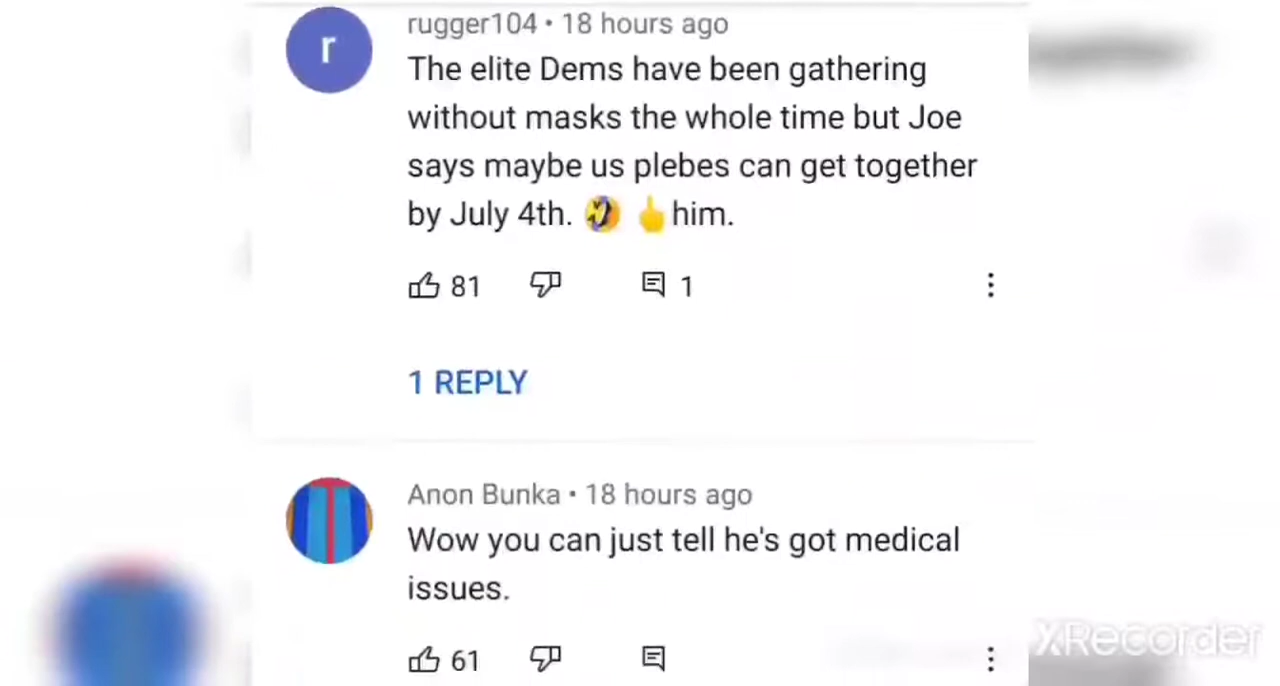 r
rugger104 • 18 hours ago
The elite Dems have been gathering
without masks the whole time but Joe
says maybe us plebes can get together
by July 4th. 🤣 🖕him.
81 1
1 REPLY
Anon Bunka • 18 hours ago
Wow you can just tell he's got medical
issues.
61
XRecorder